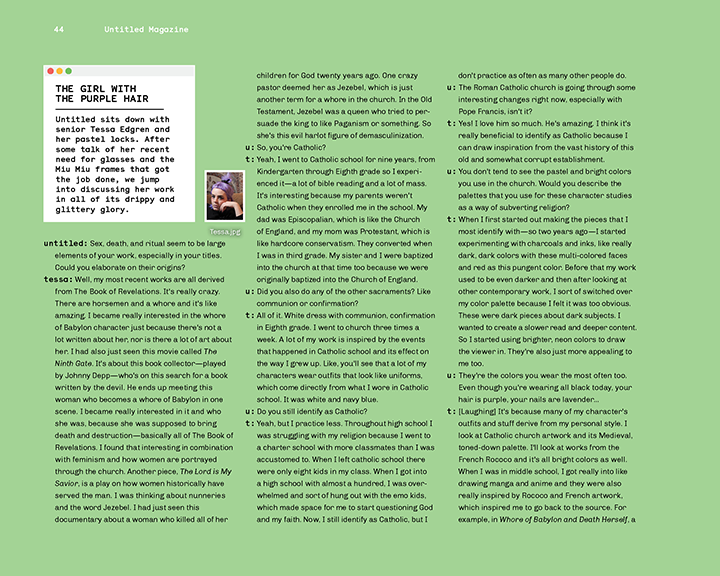 44
Untitled Magazine
THE GIRL WITH
THE PURPLE HAIR
Untitled sits down with
senior Tessa Edgren and
her pastel locks. After
some talk of her recent
need for glasses and the
Miu Miu frames that got
the job done, we jump
into discussing her work
in all of its drippy and
glittery glory.
Tessa.jpg
untitled: Sex, death, and ritual seem to be large
elements of your work, especially in your titles.
Could you elaborate on their origins?
tessa: Well, my most recent works are all derived
from The Book of Revelations. It's really crazy.
There are horsemen and a whore and it's like
amazing. I became really interested in the whore
of Babylon character just because there's not a
lot written about her, nor is there a lot of art about
her. I had also just seen this movie called The
Ninth Gate. It's about this book collector—played
by Johnny Depp—who's on this search for a book
written by the devil. He ends up meeting this
woman who becomes a whore of Babylon in one
scene. I became really interested in it and who
she was, because she was supposed to bring
death and destruction—basically all of The Book of
Revelations. I found that interesting in combination
with feminism and how women are portrayed
through the church. Another piece, The Lord is My
Savior, is a play on how women historically have
served the man. I was thinking about nunneries
and the word Jezebel. I had just seen this
documentary about a woman who killed all of her
children for God twenty years ago. One crazy
pastor deemed her as Jezebel, which is just
another term for a whore in the church. In the Old
Testament, Jezebel was a queen who tried to per-
suade the king to like Paganism or something. So
she's this evil harlot figure of demasculinization.
u: So, you're Catholic?
t: Yeah, I went to Catholic school for nine years, from
Kindergarten through Eighth grade so I experi-
enced it—a lot of bible reading and a lot of mass.
It's interesting because my parents weren't
Catholic when they enrolled me in the school. My
dad was Episcopalian, which is like the Church
of England, and my mom was Protestant, which is
like hardcore conservatism. They converted when
I was in third grade. My sister and I were baptized
into the church at that time too because we were
originally baptized into the Church of England.
u: Did you also do any of the other sacraments? Like
communion or confirmation?
t: All of it. White dress with communion, confirmation
in Eighth grade. I went to church three times a
week. A lot of my work is inspired by the events
that happened in Catholic school and its effect on
the way I grew up. Like, you'll see that a lot of my
characters wear outfits that look like uniforms,
which come directly from what I wore in Catholic
school. It was white and navy blue.
u: Do you still identify as Catholic?
t: Yeah, but I practice less. Throughout high school I
was struggling with my religion because I went to
a charter school with more classmates than I was
accustomed to. When I left catholic school there
were only eight kids in my class. When I got into
a high school with almost a hundred, I was over-
whelmed and sort of hung out with the emo kids,
which made space for me to start questioning God
and my faith. Now, I still identify as Catholic, but I
don't practice as often as many other people do.
u: The Roman Catholic church is going through some
interesting changes right now, especially with
Pope Francis, isn't it?
t: Yes! I love him so much. He's amazing. I think it's
really beneficial to identify as Catholic because I
can draw inspiration from the vast history of this
old and somewhat corrupt establishment.
u: You don't tend to see the pastel and bright colors
you use in the church. Would you describe the
palettes that you use for these character studies
as a way of subverting religion?
t: When I first started out making the pieces that I
most identify with—so two years ago—I started
experimenting with charcoals and inks, like really
dark, dark colors with these multi-colored faces
and red as this pungent color. Before that my work
used to be even darker and then after looking at
other contemporary work, I sort of switched over
my color palette because I felt it was too obvious.
These were dark pieces about dark subjects. I
wanted to create a slower read and deeper content.
So I started using brighter, neon colors to draw
the viewer in. They're also just more appealing to
me too.
u: They're the colors you wear the most often too.
Even though you're wearing all black today, your
hair is purple, your nails are lavender...
t: [Laughing] It's because many of my character's
outfits and stuff derive from my personal style. I
look at Catholic church artwork and its Medieval,
toned-down palette. I'll look at works from the
French Rococo and it's all bright colors as well.
When I was in middle school, I got really into like
drawing manga and anime and they were also
really inspired by Rococo and French artwork,
which inspired me to go back to the source. For
example, in Whore of Babylon and Death Herself, a